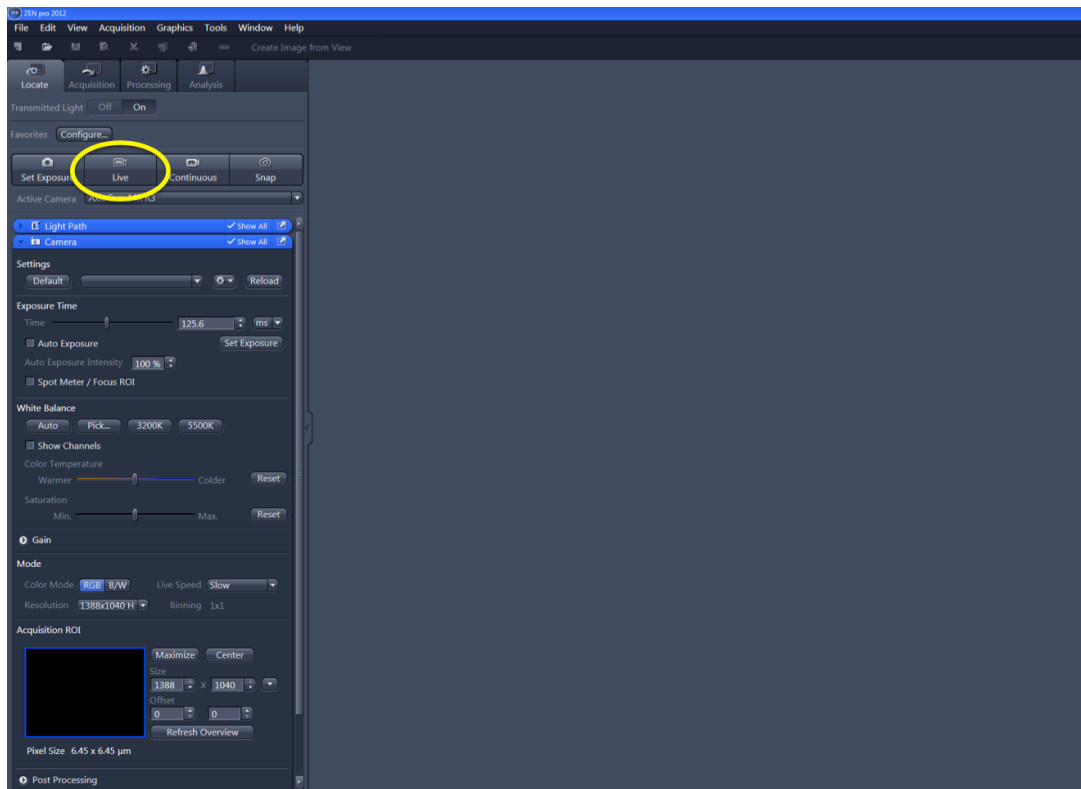 ZEN pro 2012
File Edit View Acquisition Graphics Tools Window Help
Create Image from View
Locate Acquisition Processing Analysis
Transmitted Light Off On
Favorites Configure...
Set Exposure Live Continuous Snap
Active Camera
Light Path Show All
Camera Show All
Settings
Default Reload
Exposure Time
Time 125.6 ms
Auto Exposure Set Exposure
Auto Exposure Intensity 100 %
Spot Meter / Focus ROI
White Balance
Auto Pick... 3200K 5500K
Show Channels
Color Temperature
Warmer Colder Reset
Saturation
Min. Max. Reset
Gain
Mode
Color Mode RGB B/W Live Speed Slow
Resolution 1388x1040 H Binning 1x1
Acquisition ROI
Maximize Center
Size
1388 X 1040
Offset
0 0
Refresh Overview
Pixel Size 6.45 x 6.45 µm
Post Processing